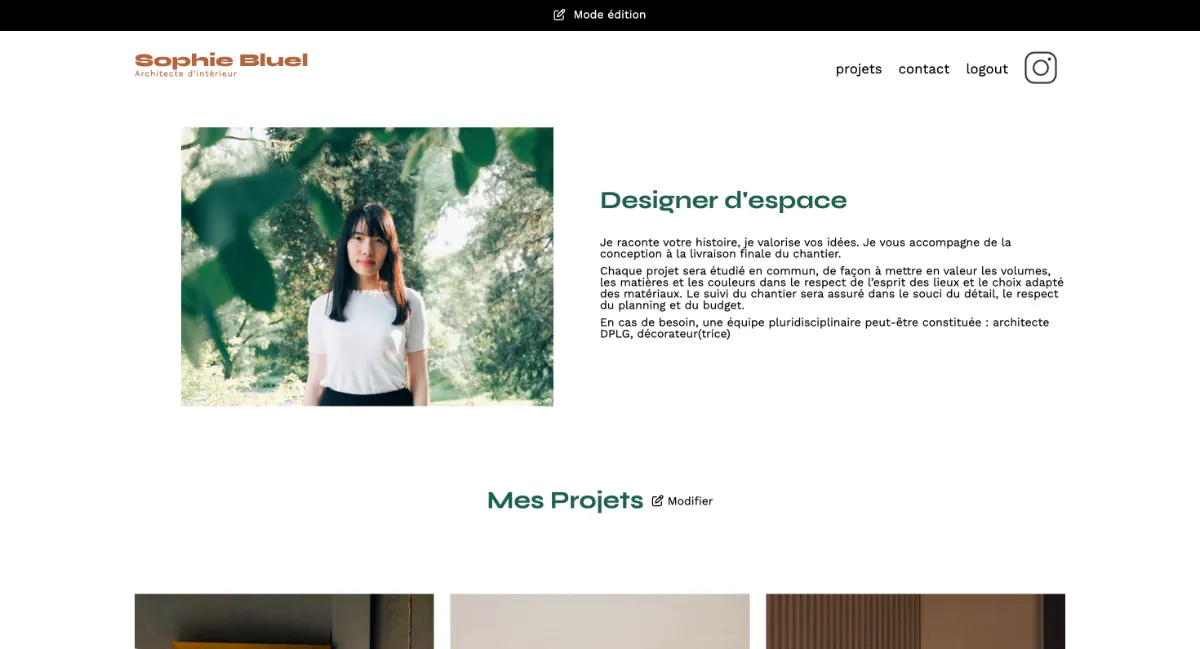 Mode édition
Sophie Bluel
Architecte d'intérieur
projets
contact
logout
Designer d'espace
Je raconte votre histoire, je valorise vos idées. Je vous accompagne de la
conception à la livraison finale du chantier.
Chaque projet sera étudié en commun, de façon à mettre en valeur les volumes,
les matières et les couleurs dans le respect de l’esprit des lieux et le choix adapté
des matériaux. Le suivi du chantier sera assuré dans le souci du détail, le respect
du planning et du budget.
En cas de besoin, une équipe pluridisciplinaire peut-être constituée : architecte
DPLG, décorateur(trice)
Mes Projets
Modifier